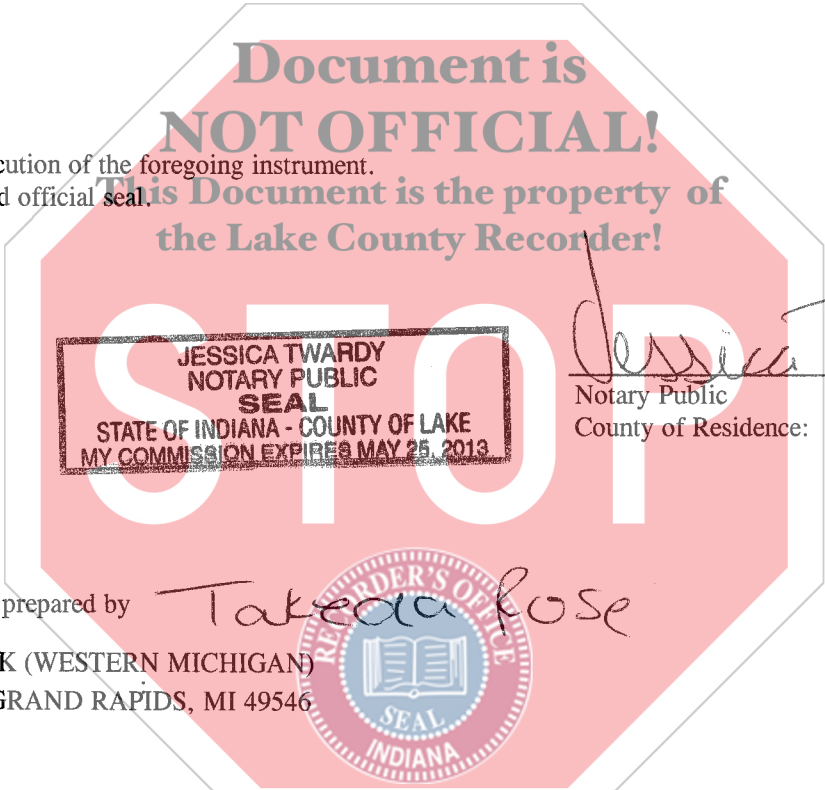 Document is
NOT OFFICIAL!
cution of the foregoing instrument.
d official seal.
This Document is the property of
the Lake County Recorder!
STOP
JESSICA TWARDY
NOTARY PUBLIC
SEAL
STATE OF INDIANA - COUNTY OF LAKE
MY COMMISSION EXPIRES MAY 25, 2013
Jessica
Notary Public
County of Residence:
prepared by Takeda Rose
K (WESTERN MICHIGAN)
GRAND RAPIDS, MI 49546
RECORDER'S OFFICE
SEAL
INDIANA